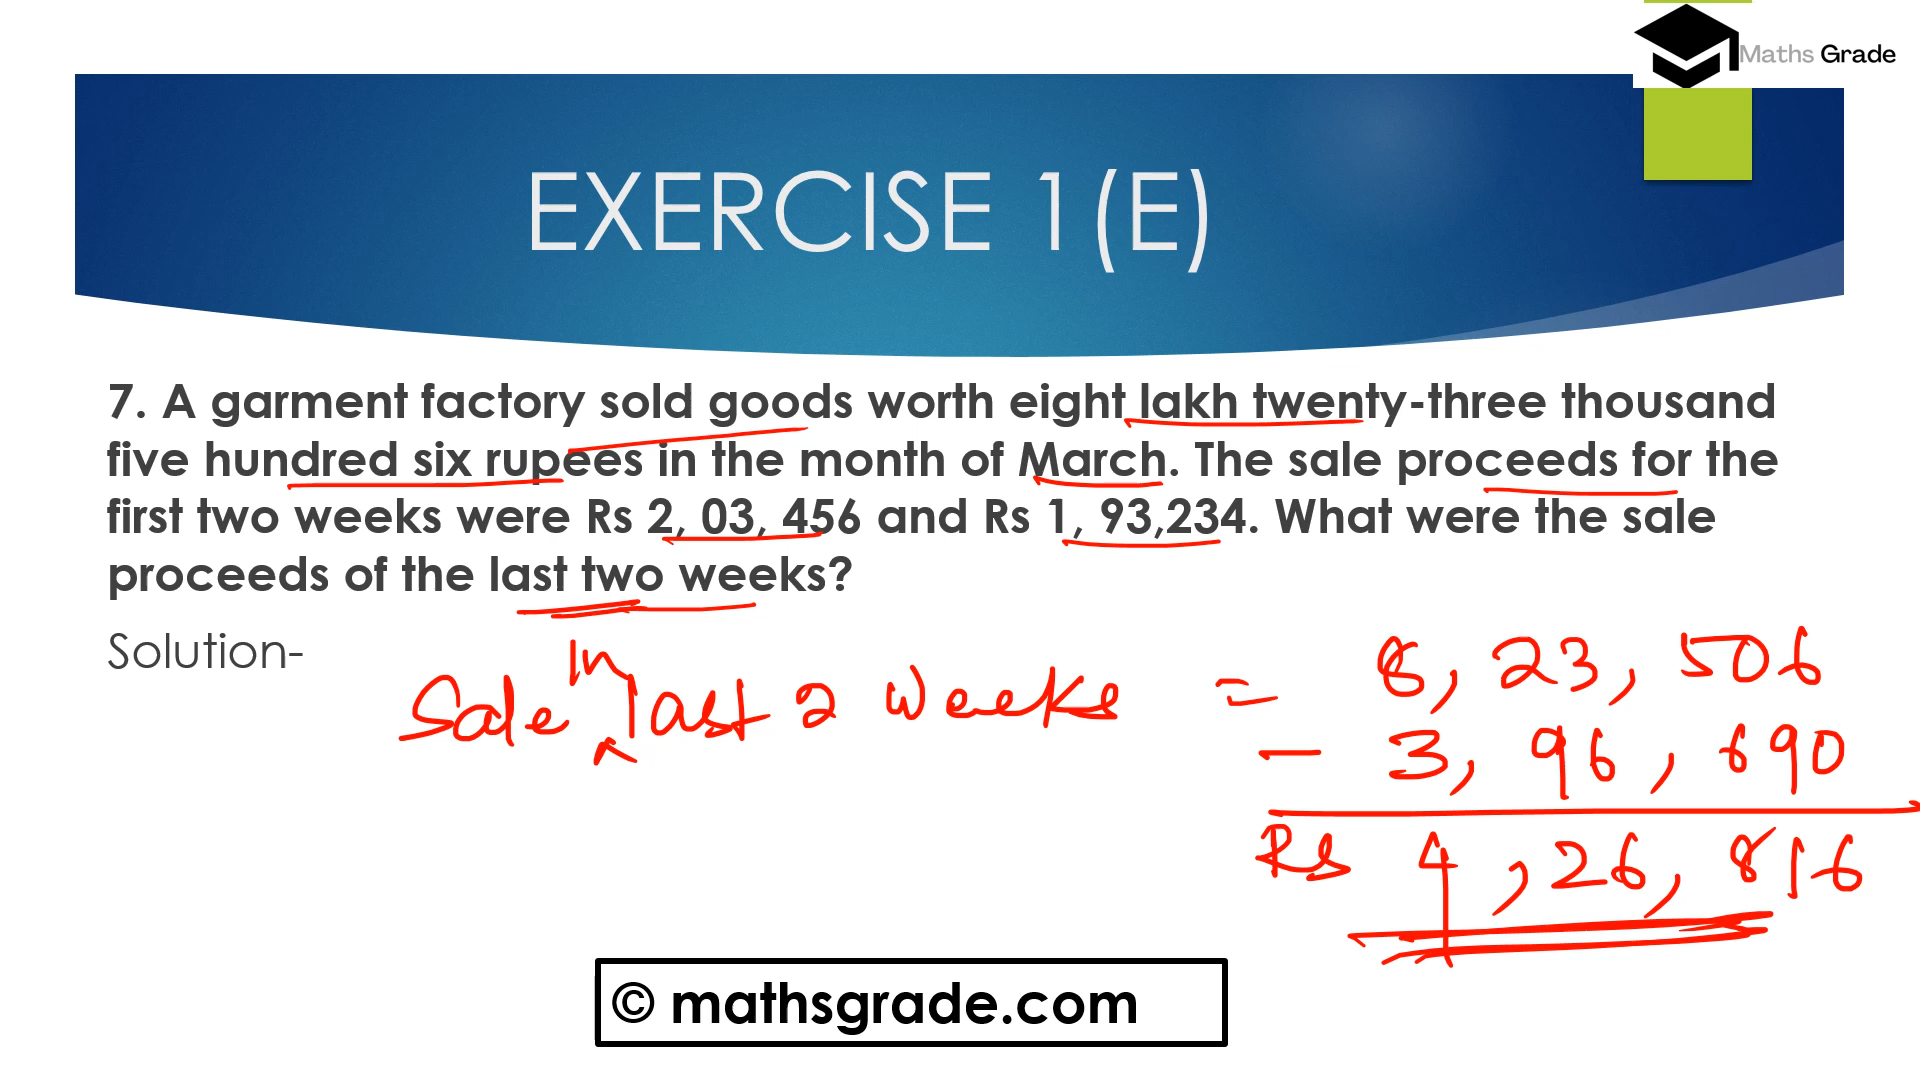 Maths Grade
EXERCISE 1(E)
7. A garment factory sold goods worth eight lakh twenty-three thousand
five hundred six rupees in the month of March. The sale proceeds for the
first two weeks were Rs 2, 03, 456 and Rs 1, 93,234. What were the sale
proceeds of the last two weeks?
Solution-
Sale in last 2 weeks = 8, 23, 506
- 3, 96, 690
Rs 4, 26, 816
© mathsgrade.com